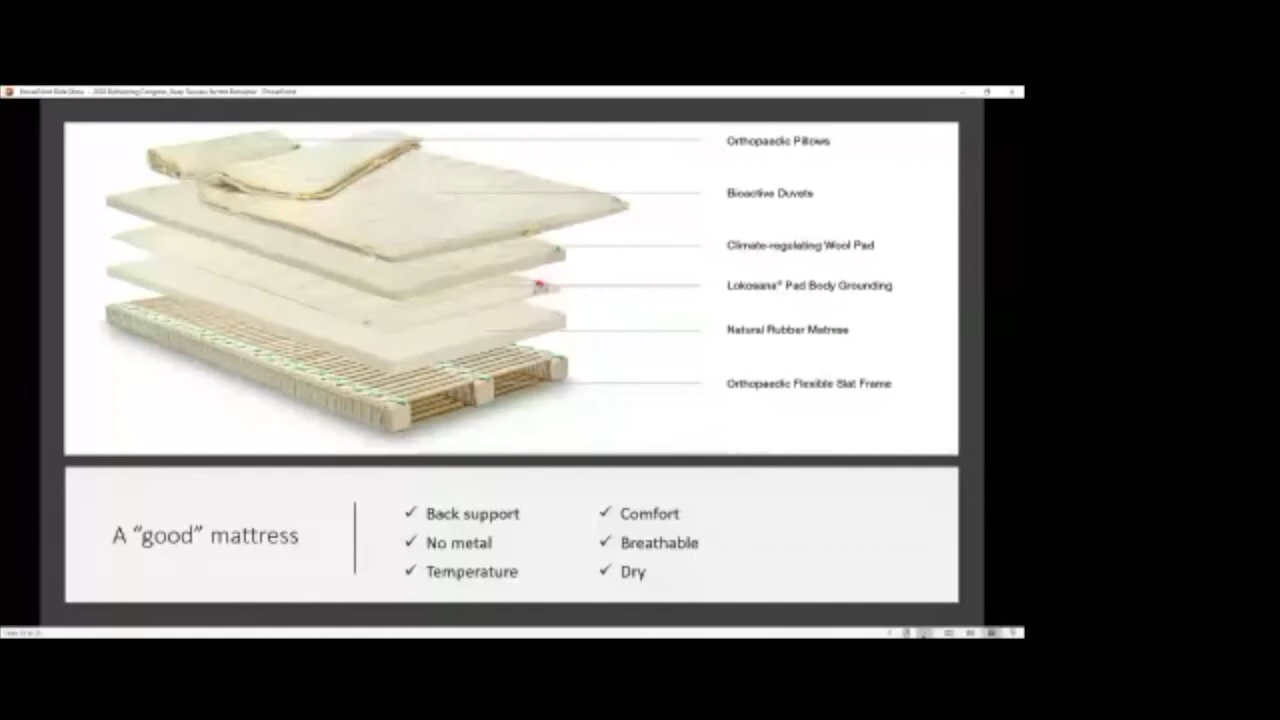 Orthopaedic Pillows
Bioactive Duvets
Climate-regulating Wool Pad
Lokosana® Pad Body Grounding
Natural Rubber Matress
Orthopaedic Flexible Slat Frame
A “good” mattress
✓ Back support
✓ No metal
✓ Temperature
✓ Comfort
✓ Breathable
✓ Dry